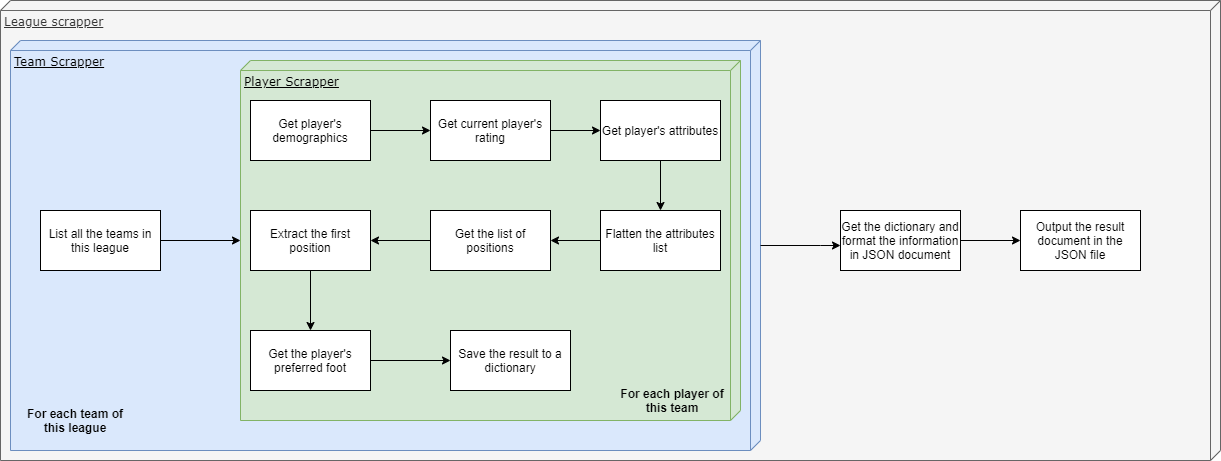 League scrapper
Team Scrapper
Player Scrapper
Get player's
demographics
Get current player's
rating
Get player's attributes
List all the teams in
this league
Extract the first
position
Get the list of
positions
Flatten the attributes
list
Get the dictionary and
format the information
in JSON document
Output the result
document in the
JSON file
Get the player's
preferred foot
Save the result to a
dictionary
For each player of
this team
For each team of
this league